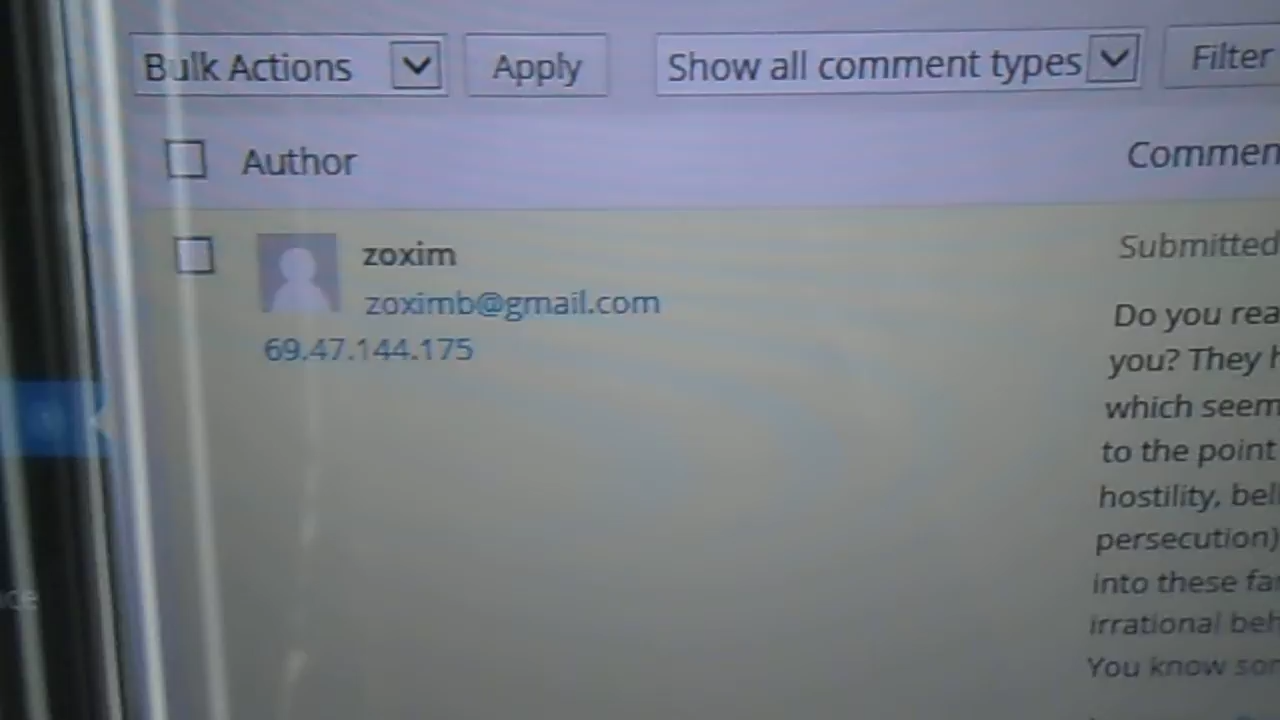 Bulk Actions Apply Show all comment types Filter
Author Commen
zoxim Submitted
zoximb@gmail.com
69.47.144.175
Do you rea
you? They h
which seem
to the point
hostility, bel
persecution)
into these fa
irrational beh
You know som